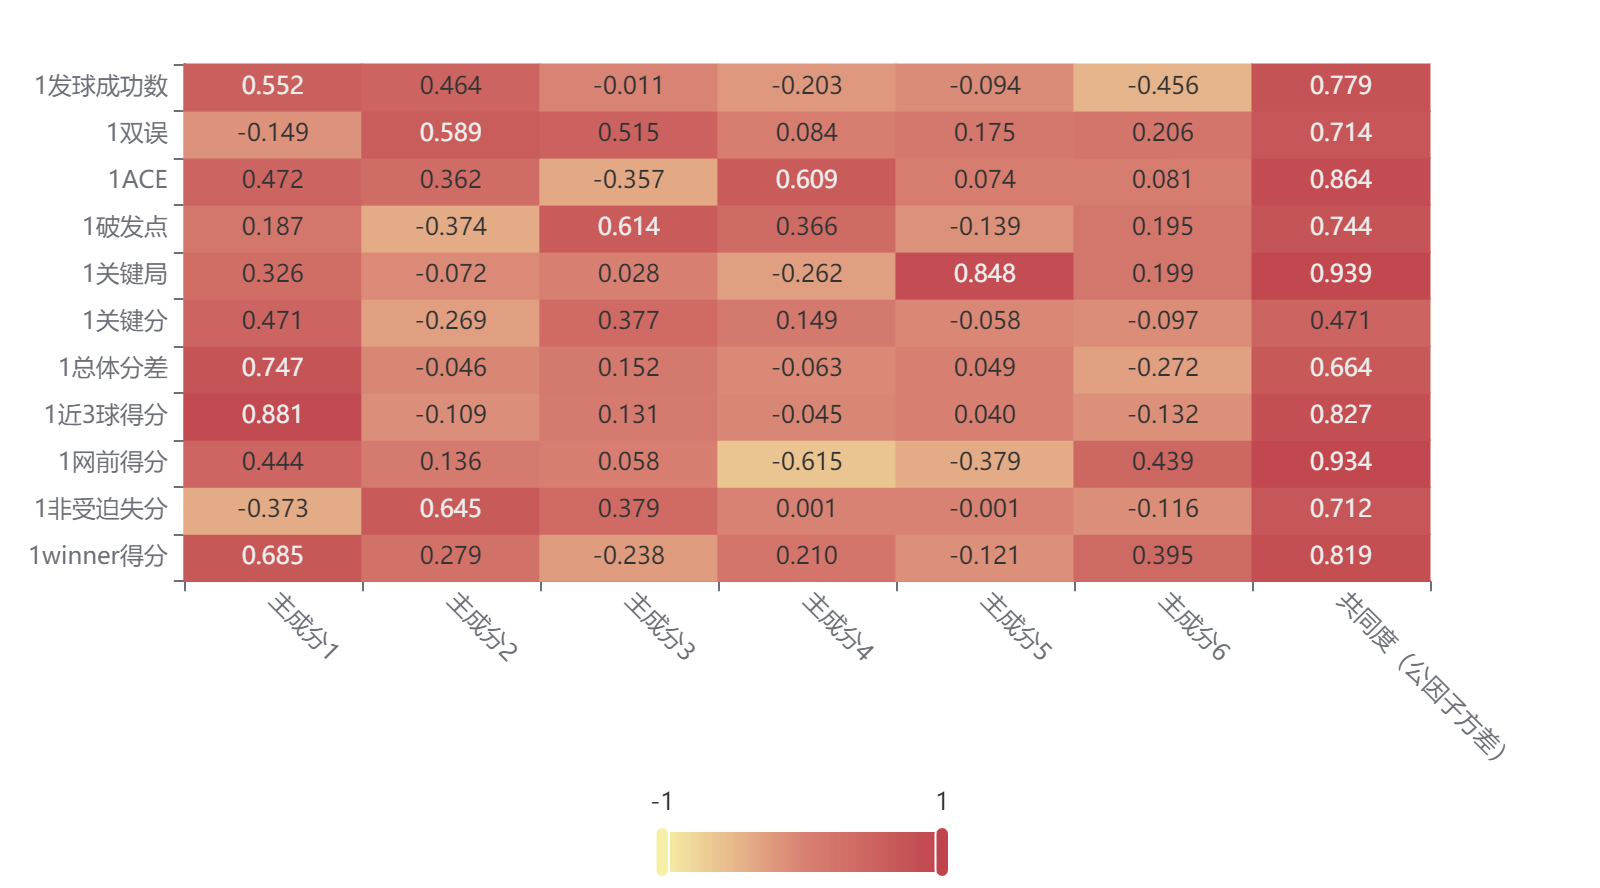 1发球成功数 0.552 0.464 -0.011 -0.203 -0.094 -0.456 0.779
1双误 -0.149 0.589 0.515 0.084 0.175 0.206 0.714
1ACE 0.472 0.362 -0.357 0.609 0.074 0.081 0.864
1破发点 0.187 -0.374 0.614 0.366 -0.139 0.195 0.744
1关键局 0.326 -0.072 0.028 -0.262 0.848 0.199 0.939
1关键分 0.471 -0.269 0.377 0.149 -0.058 -0.097 0.471
1总体分差 0.747 -0.046 0.152 -0.063 0.049 -0.272 0.664
1近3球得分 0.881 -0.109 0.131 -0.045 0.040 -0.132 0.827
1网前得分 0.444 0.136 0.058 -0.615 -0.379 0.439 0.934
1非受迫失分 -0.373 0.645 0.379 0.001 -0.001 -0.116 0.712
1winner得分 0.685 0.279 -0.238 0.210 -0.121 0.395 0.819
主成分1 主成分2 主成分3 主成分4 主成分5 主成分6 共同度（公因子方差）
-1 1